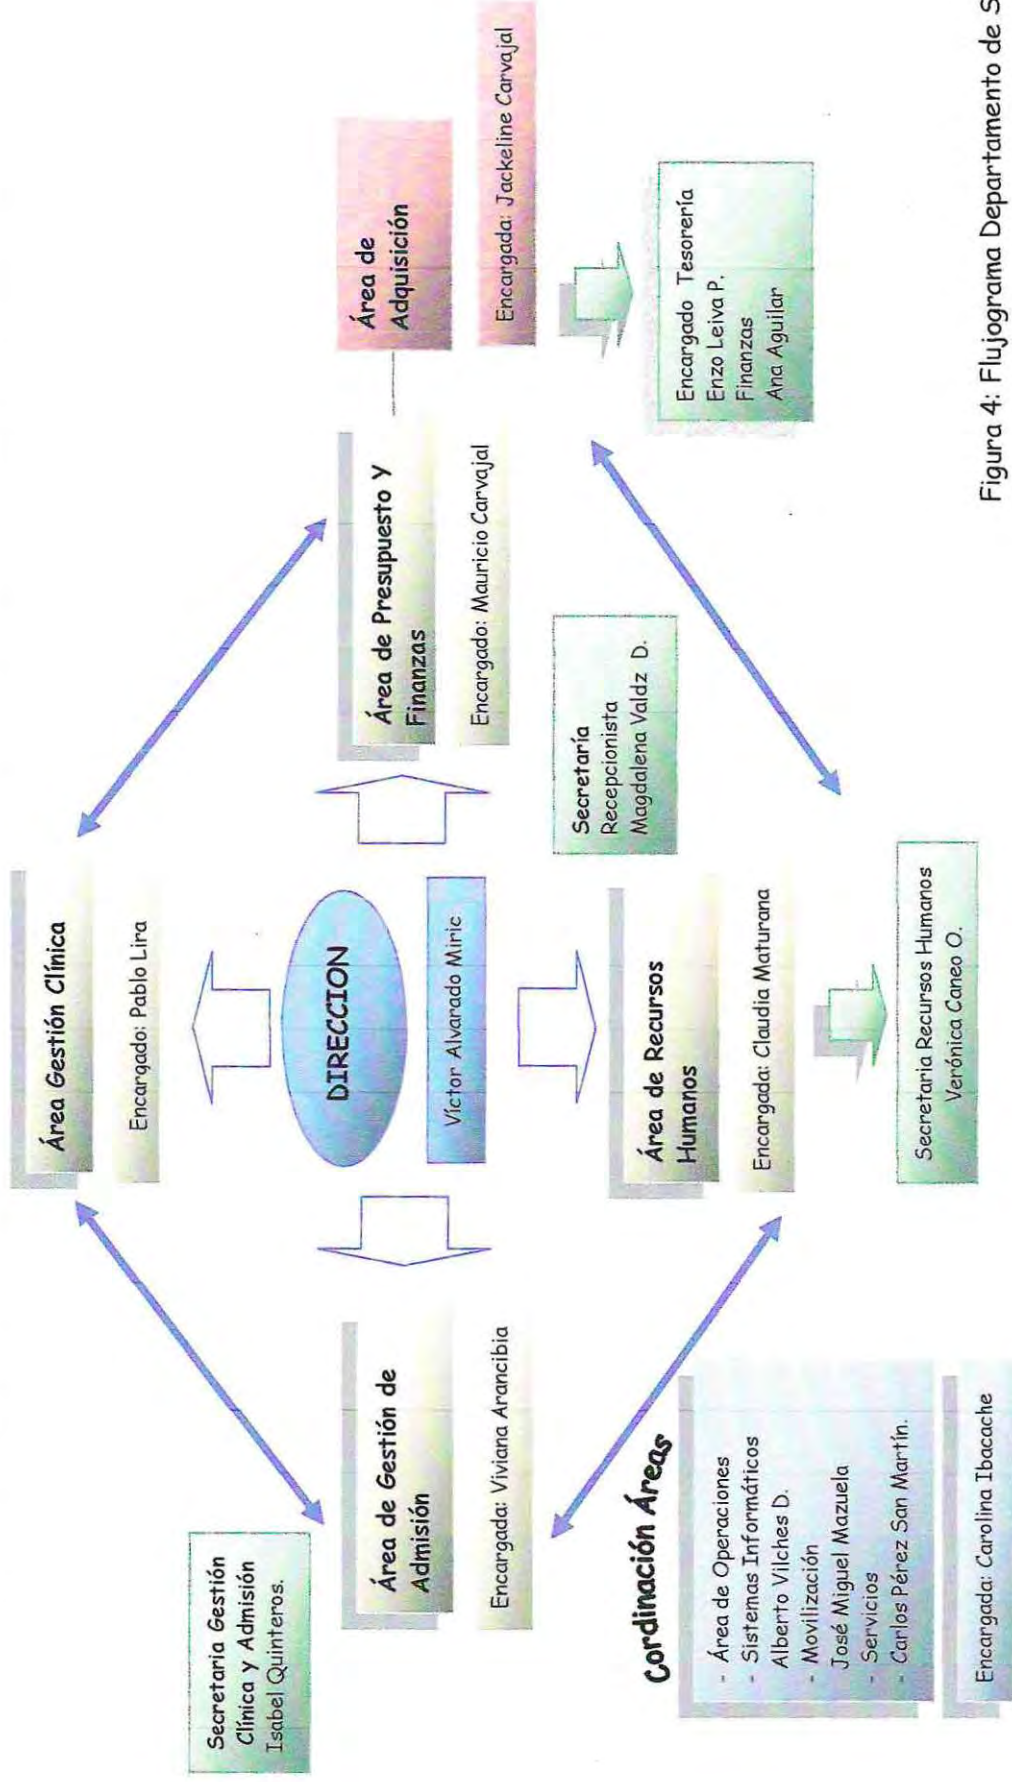 Área Gestión Clínica
Encargado: Pablo Lira
Secretaria Gestión
Clínica y Admisión
Isabel Quinteros.
Área de Gestión de
Admisión
Encargada: Viviana Arancibia
DIRECCION
Víctor Alvarado Miric
Área de Presupuesto Y
Finanzas
Encargado: Mauricio Carvajal
Área de
Adquisición
Encargada: Jackeline Carvajal
Secretaría
Recepcionista
Magdalena Valdz D.
Encargado Tesorería
Enzo Leiva P.
Finanzas
Ana Aguilar
Área de Recursos
Humanos
Encargada: Claudia Maturana
Secretaria Recursos Humanos
Verónica Caneo O.
Cordinación Áreas
- Área de Operaciones
- Sistemas Informáticos
Alberto Vilches D.
- Movilización
José Miguel Mazuela
- Servicios
- Carlos Pérez San Martín.
Encargada: Carolina Ibacache
Figura 4: Flujograma Departamento de S